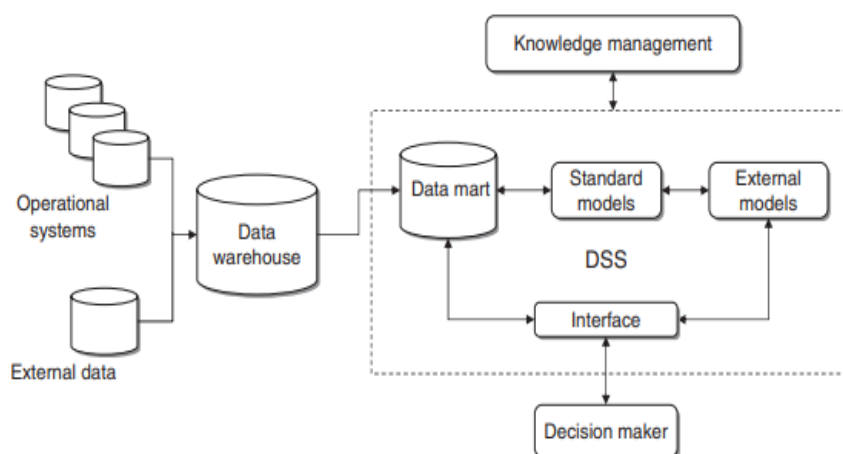 Knowledge management
Operational
systems
Data
warehouse
Data mart
Standard
models
External
models
DSS
Interface
External data
Decision maker